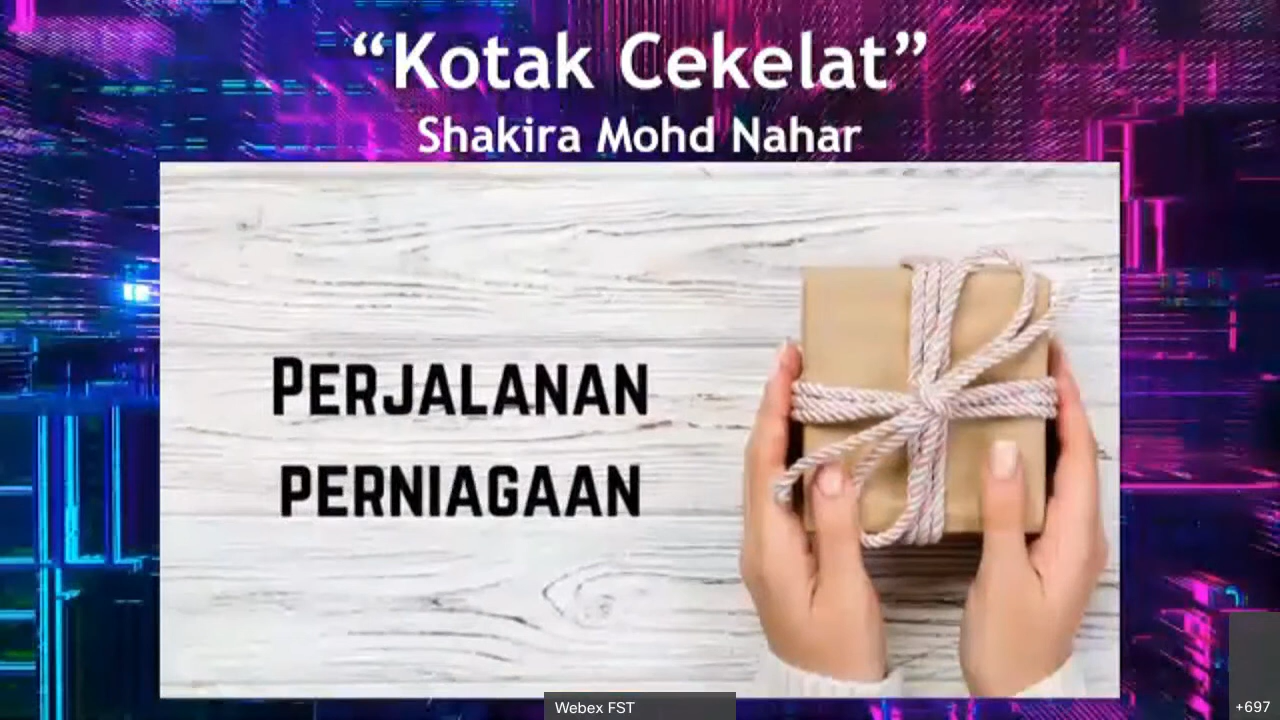 “Kotak Cekelat”
Shakira Mohd Nahar
PERJALANAN
PERNIAGAAN
Webex FST
+697